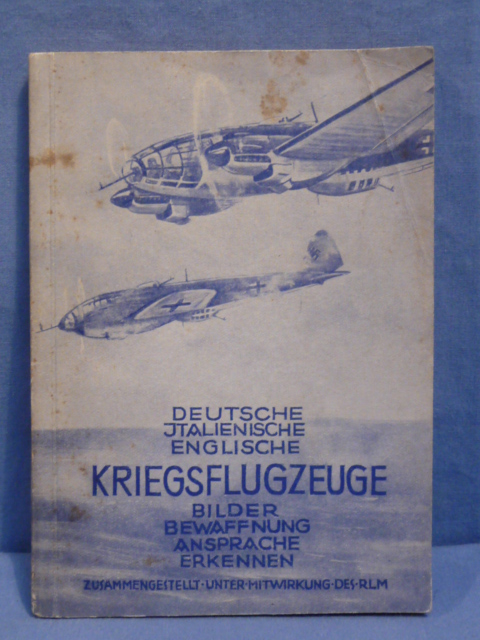 DEUTSCHE
JTALIENISCHE
ENGLISCHE
KRIEGSFLUGZEUGE
BILDER
BEWAFFNUNG
ANSPRACHE
ERKENNEN
ZUSAMMENGESTELLT·UNTER·MITWIRKUNG·DES·RLM